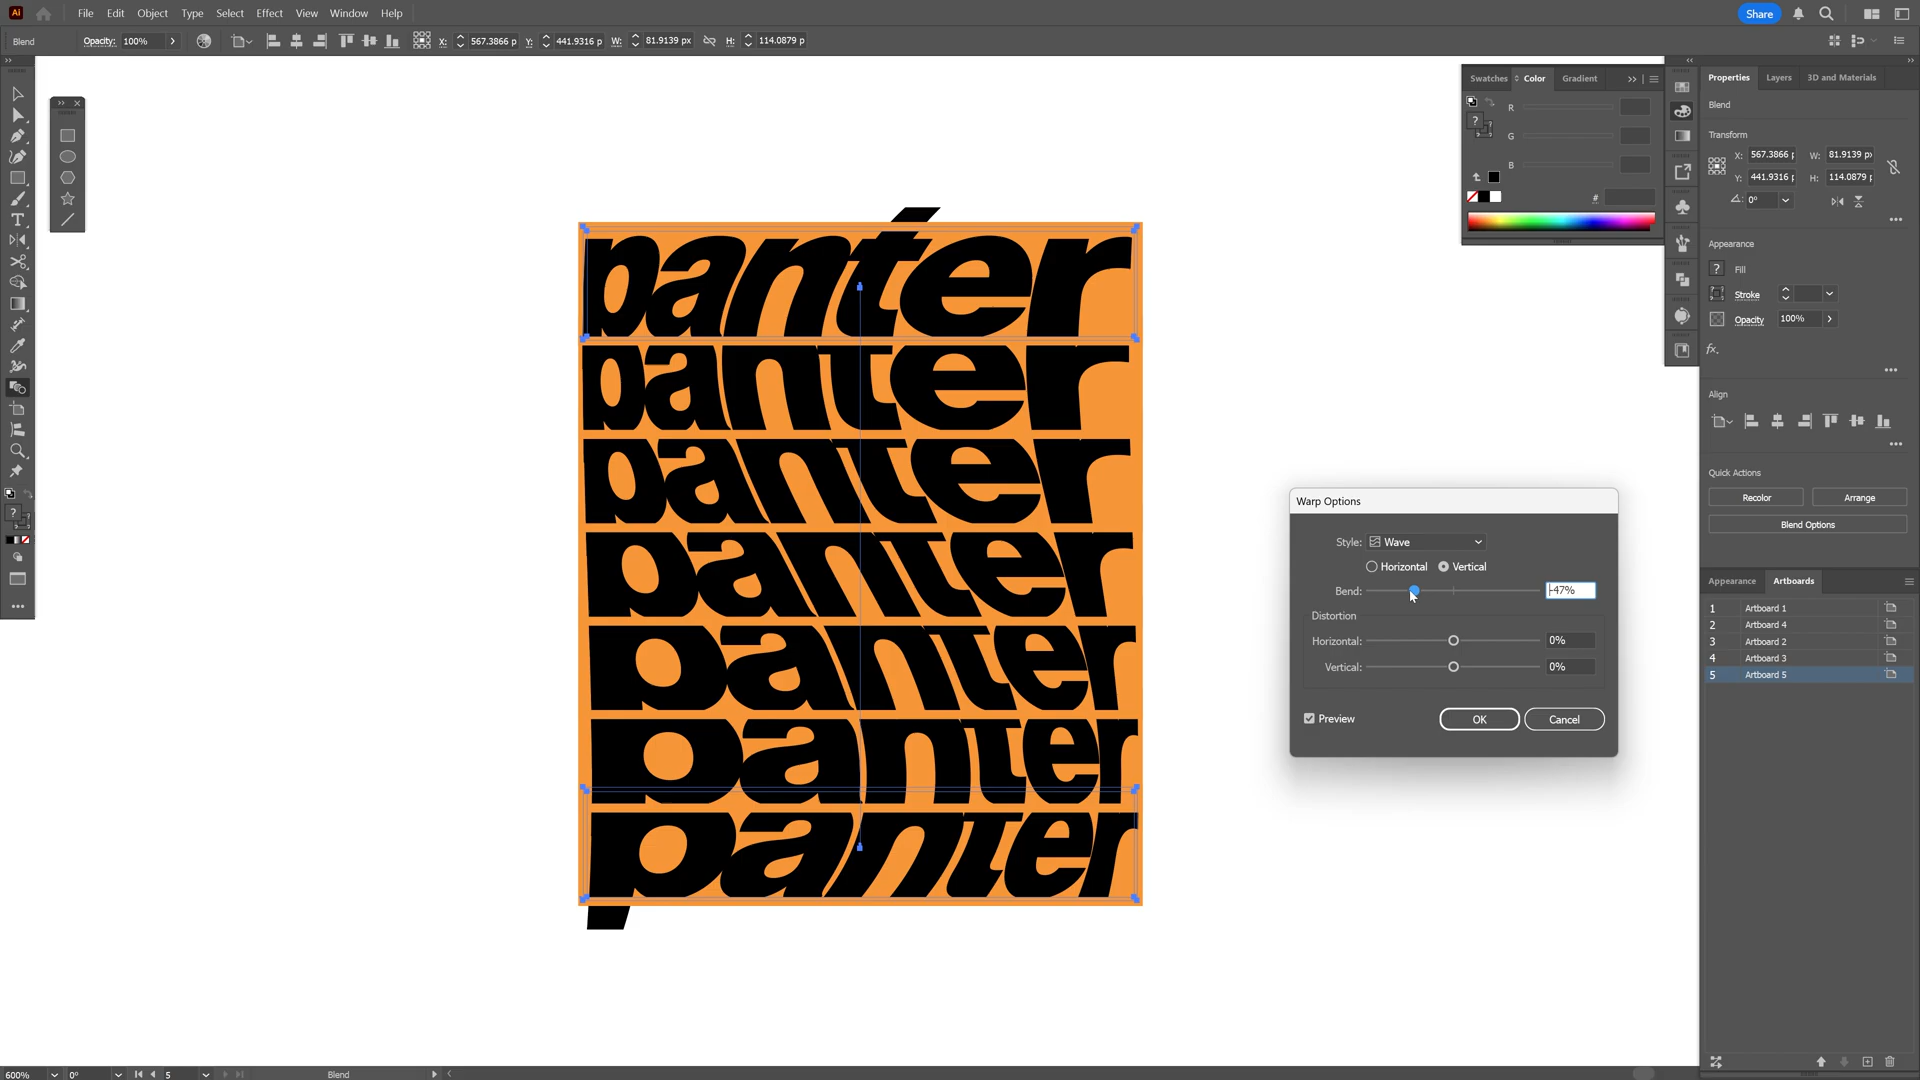 Ai File Edit Object Type Select Effect View Window Help Share
Blend Opacity: 100% X: 567.3866 p Y: 441.9316 p W: 81.9139 px H: 114.0879 p
Swatches Color Gradient
R
G
B
#
Properties Layers 3D and Materials
Blend
Transform
X: 567.3866 W: 81.9139 px
Y: 441.9316 H: 114.0879
0°
Appearance
? Fill
Stroke
Opacity 100%
fx.
Align
Quick Actions
Recolor Arrange
Blend Options
Appearance Artboards
1 Artboard 1
2 Artboard 4
3 Artboard 2
4 Artboard 3
5 Artboard 5
panter
panter
panter
panter
panter
panter
panter
Warp Options
Style: Wave
Horizontal Vertical
Bend: -47%
Distortion
Horizontal: 0%
Vertical: 0%
Preview OK Cancel
600% 0° 5 Blend